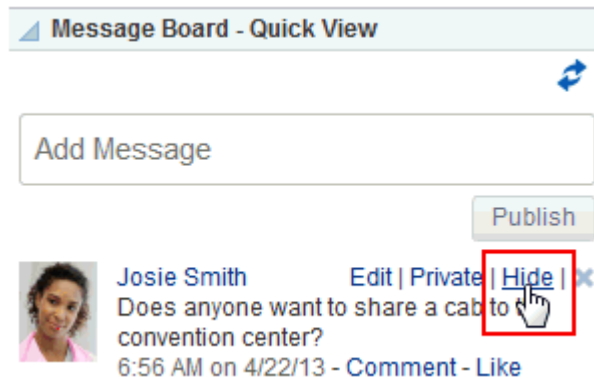 Message Board - Quick View
Add Message
Publish
Josie Smith Edit | Private | Hide |
Does anyone want to share a cab to
convention center?
6:56 AM on 4/22/13 - Comment - Like